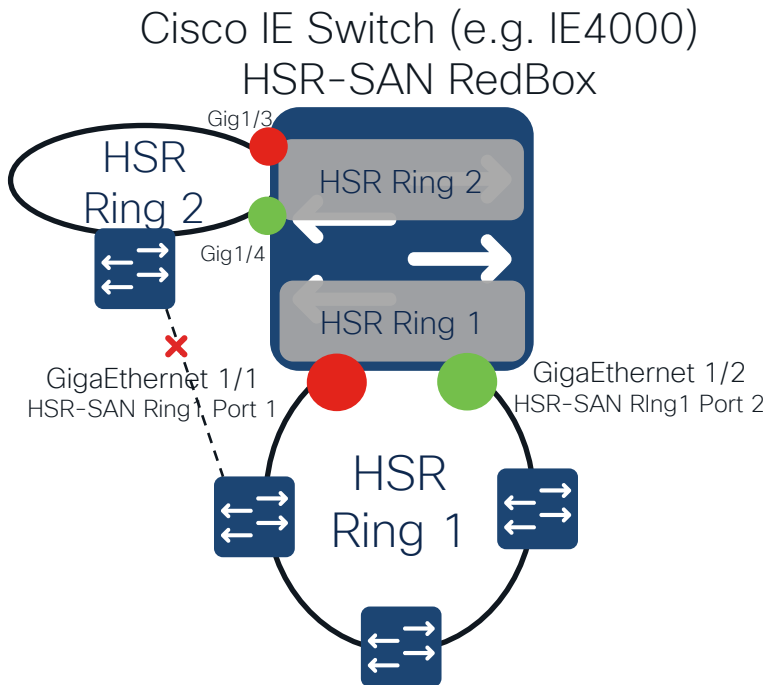 Cisco IE Switch (e.g. IE4000)
HSR-SAN RedBox
Gig1/3
HSR
Ring 2
HSR Ring 2
Gig1/4
HSR Ring 1
GigaEthernet 1/1
HSR-SAN Ring1 Port 1
GigaEthernet 1/2
HSR-SAN RIng1 Port 2
HSR
Ring 1